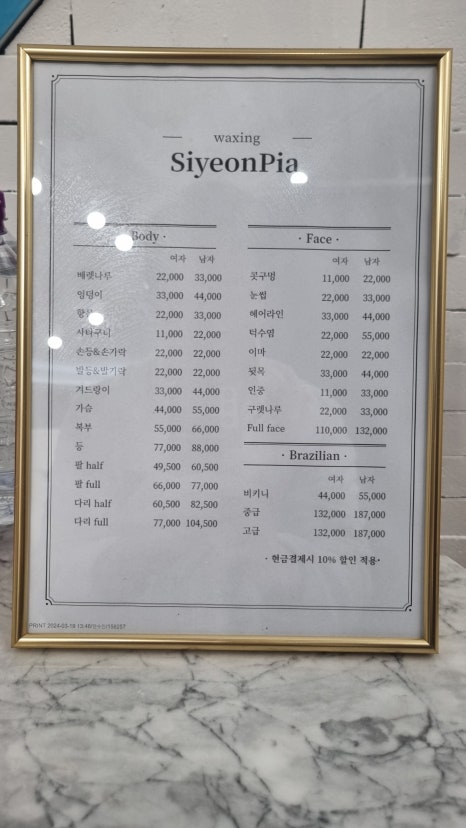 waxing
SiyeonPia
Body ·
여자 남자
배렛나루 22,000 33,000
엉덩이 33,000 44,000
22,000 33,000
사타구니 11,000 22,000
손등&손가락 22,000 22,000
발등&발가락 22,000 22,000
겨드랑이 33,000 44,000
가슴 44,000 55,000
복부 55,000 66,000
등 77,000 88,000
팔 half 49,500 60,500
팔 full 66,000 77,000
다리 half 60,500 82,500
다리 full 77,000 104,500
· Face ·
여자 남자
콧구멍 11,000 22,000
눈썹 22,000 33,000
헤어라인 33,000 44,000
턱수염 22,000 55,000
이마 22,000 22,000
뒷목 33,000 44,000
인중 11,000 33,000
구렛나루 22,000 33,000
Full face 110,000 132,000
· Brazilian ·
여자 남자
비키니 44,000 55,000
중급 132,000 187,000
고급 132,000 187,000
· 현금결제시 10% 할인 적용·
PRINT 2024-03-19 13:48